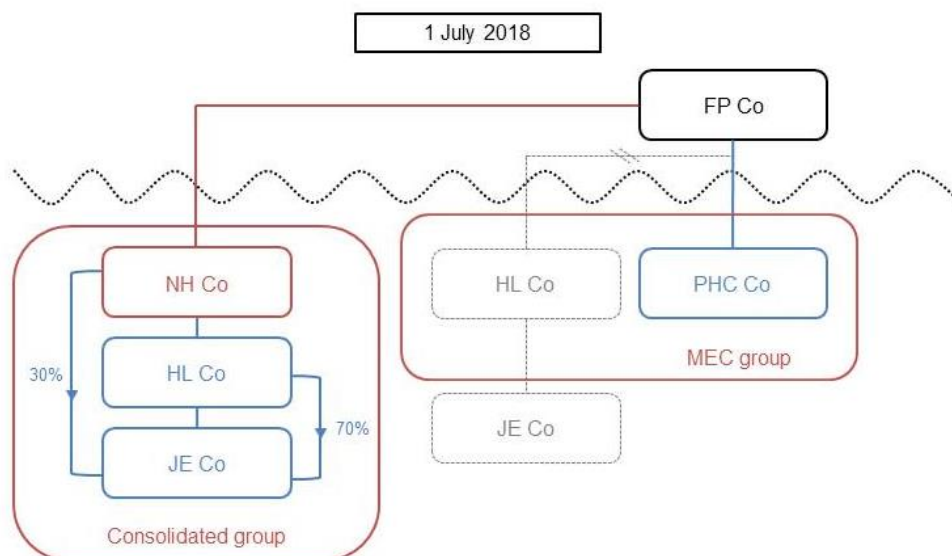 1 July 2018
FP Co
NH Co
HL Co
PHC Co
MEC group
30%
HL Co
70%
JE Co
JE Co
Consolidated group